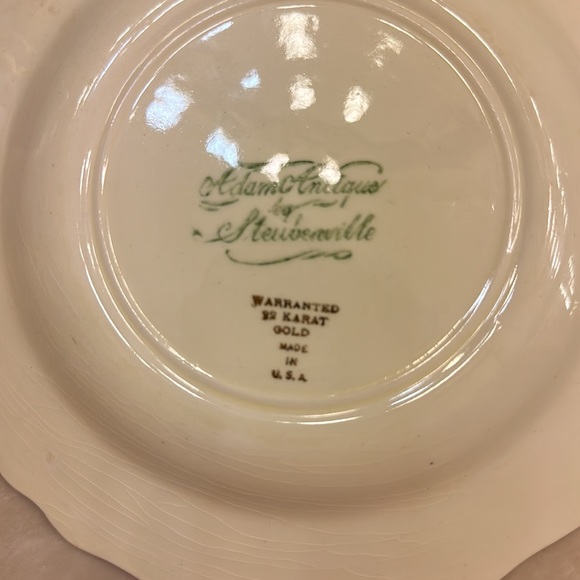 Adam Antique
by
Steubenville
WARRANTED
22 KARAT
GOLD
MADE
IN
U.S.A.